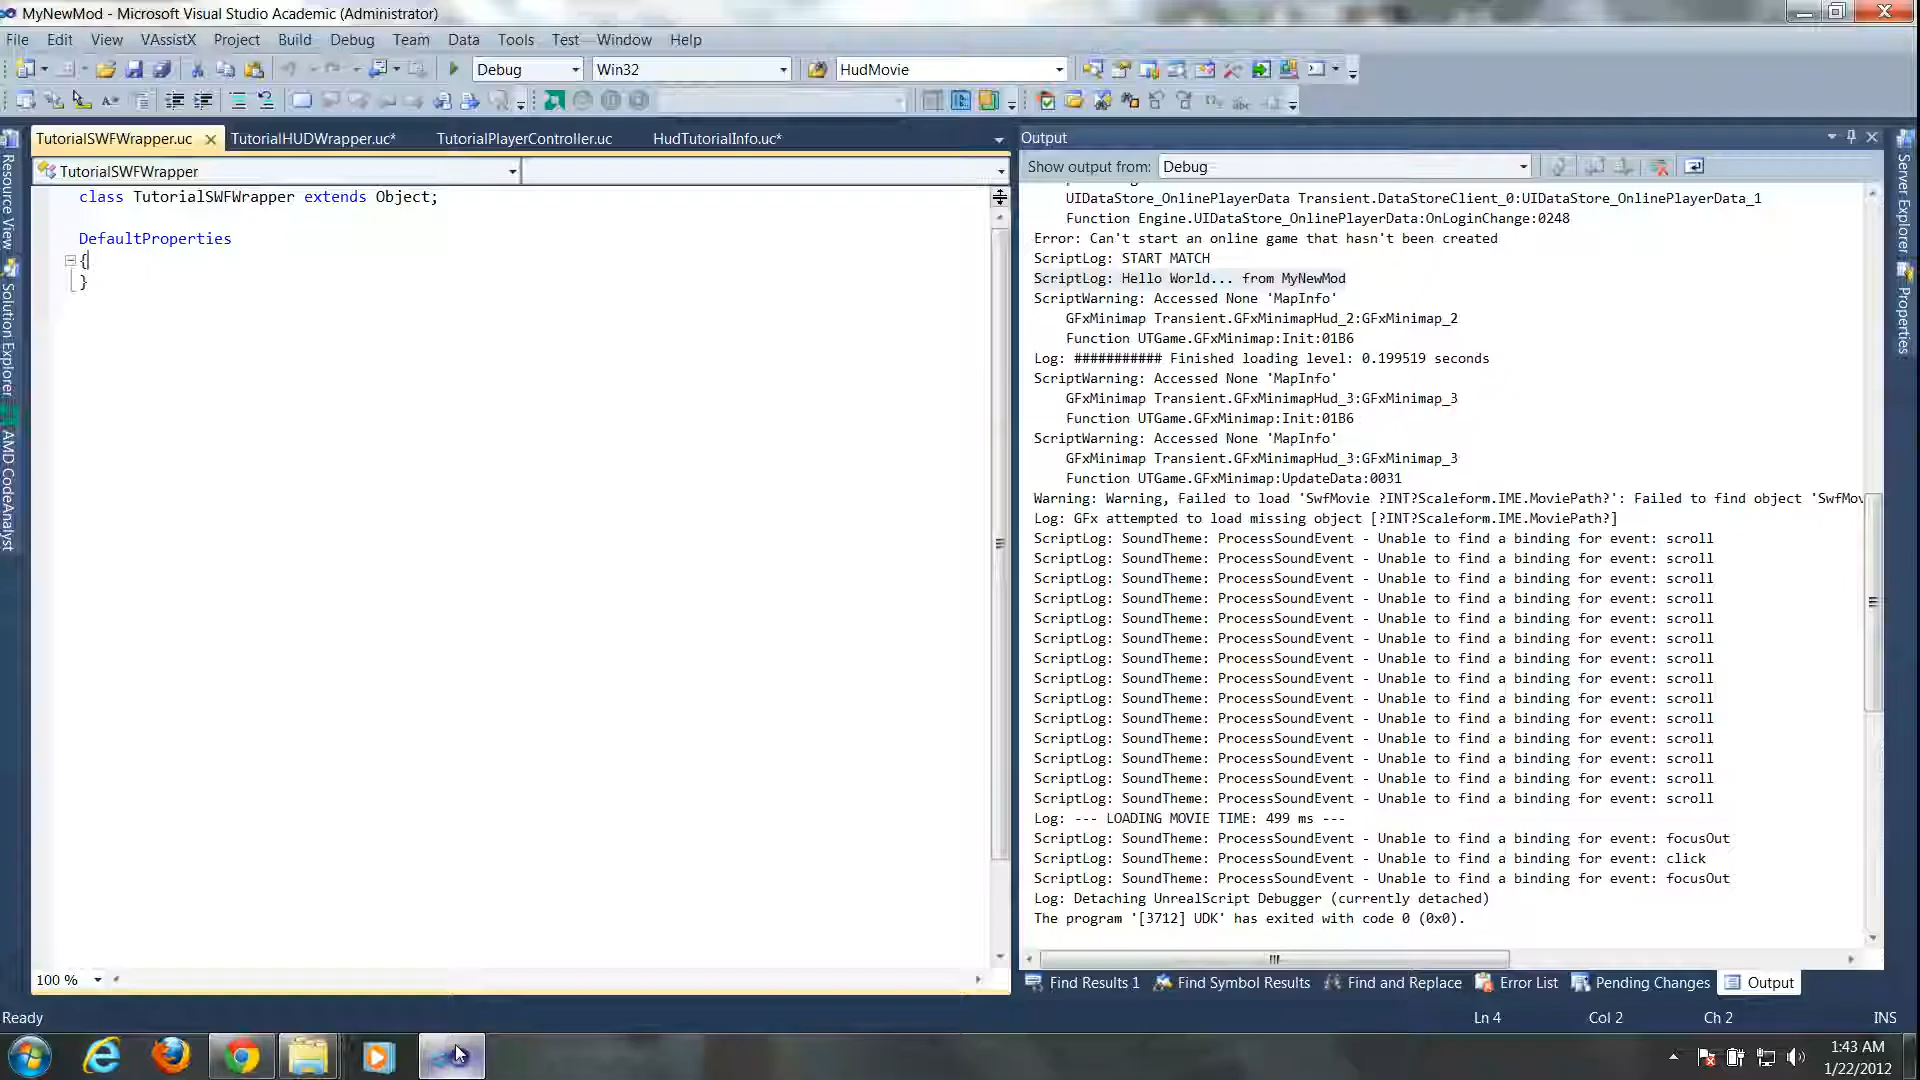 MyNewMod - Microsoft Visual Studio Academic (Administrator)
File Edit View VAssistX Project Build Debug Team Data Tools Test Window Help
Debug Win32 HudMovie
TutorialSWFWrapper.uc TutorialHUDWrapper.uc* TutorialPlayerController.uc HudTutorialInfo.uc*
TutorialSWFWrapper
class TutorialSWFWrapper extends Object;
DefaultProperties
{
}
100 %
Resource View
Solution Explorer
AMD CodeAnalyst
Output
Show output from: Debug
UIDataStore_OnlinePlayerData Transient.DataStoreClient_0:UIDataStore_OnlinePlayerData_1
Function Engine.UIDataStore_OnlinePlayerData:OnLoginChange:0248
Error: Can't start an online game that hasn't been created
ScriptLog: START MATCH
ScriptLog: Hello World... from MyNewMod
ScriptWarning: Accessed None 'MapInfo'
GFxMinimap Transient.GFxMinimapHud_2:GFxMinimap_2
Function UTGame.GFxMinimap:Init:01B6
Log: ########### Finished loading level: 0.199519 seconds
ScriptWarning: Accessed None 'MapInfo'
GFxMinimap Transient.GFxMinimapHud_3:GFxMinimap_3
Function UTGame.GFxMinimap:Init:01B6
ScriptWarning: Accessed None 'MapInfo'
GFxMinimap Transient.GFxMinimapHud_3:GFxMinimap_3
Function UTGame.GFxMinimap:UpdateData:0031
Warning: Warning, Failed to load 'SwfMovie ?INT?Scaleform.IME.MoviePath?': Failed to find object 'SwfMov
Log: GFx attempted to load missing object [?INT?Scaleform.IME.MoviePath?]
ScriptLog: SoundTheme: ProcessSoundEvent - Unable to find a binding for event: scroll
ScriptLog: SoundTheme: ProcessSoundEvent - Unable to find a binding for event: scroll
ScriptLog: SoundTheme: ProcessSoundEvent - Unable to find a binding for event: scroll
ScriptLog: SoundTheme: ProcessSoundEvent - Unable to find a binding for event: scroll
ScriptLog: SoundTheme: ProcessSoundEvent - Unable to find a binding for event: scroll
ScriptLog: SoundTheme: ProcessSoundEvent - Unable to find a binding for event: scroll
ScriptLog: SoundTheme: ProcessSoundEvent - Unable to find a binding for event: scroll
ScriptLog: SoundTheme: ProcessSoundEvent - Unable to find a binding for event: scroll
ScriptLog: SoundTheme: ProcessSoundEvent - Unable to find a binding for event: scroll
ScriptLog: SoundTheme: ProcessSoundEvent - Unable to find a binding for event: scroll
ScriptLog: SoundTheme: ProcessSoundEvent - Unable to find a binding for event: scroll
ScriptLog: SoundTheme: ProcessSoundEvent - Unable to find a binding for event: scroll
ScriptLog: SoundTheme: ProcessSoundEvent - Unable to find a binding for event: scroll
ScriptLog: SoundTheme: ProcessSoundEvent - Unable to find a binding for event: scroll
Log: --- LOADING MOVIE TIME: 499 ms ---
ScriptLog: SoundTheme: ProcessSoundEvent - Unable to find a binding for event: focusOut
ScriptLog: SoundTheme: ProcessSoundEvent - Unable to find a binding for event: click
ScriptLog: SoundTheme: ProcessSoundEvent - Unable to find a binding for event: focusOut
Log: Detaching UnrealScript Debugger (currently detached)
The program '[3712] UDK' has exited with code 0 (0x0).
Find Results 1 Find Symbol Results Find and Replace Error List Pending Changes Output
Server Explorer
Properties
Ready Ln 4 Col 2 Ch 2 INS
1:43 AM
1/22/2012